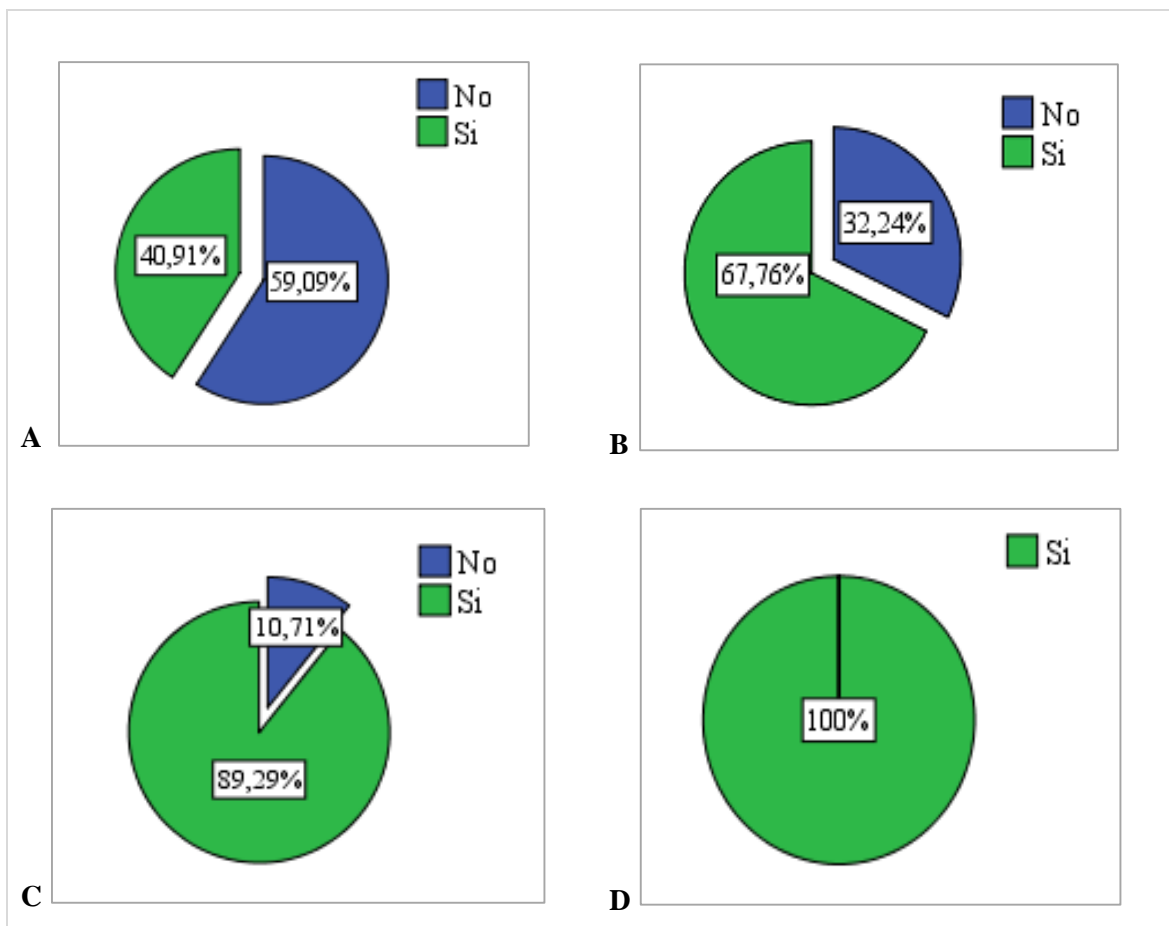 No
Si
40,91%
59,09%
A
No
Si
32,24%
67,76%
B
No
Si
10,71%
89,29%
C
Si
100%
D